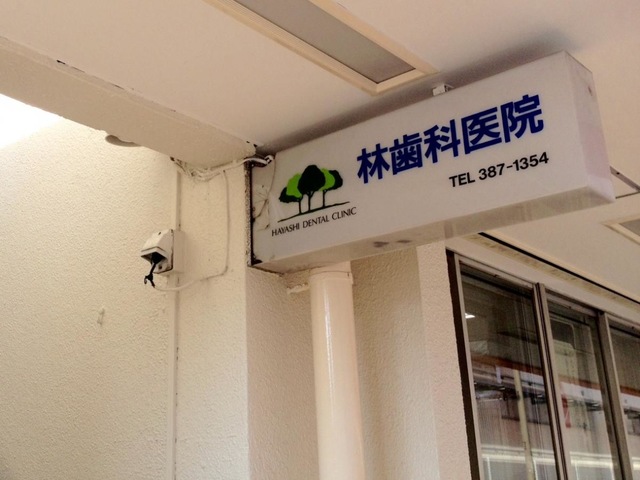 林歯科医院
TEL 387-1354
HAYASHI DENTAL CLINIC